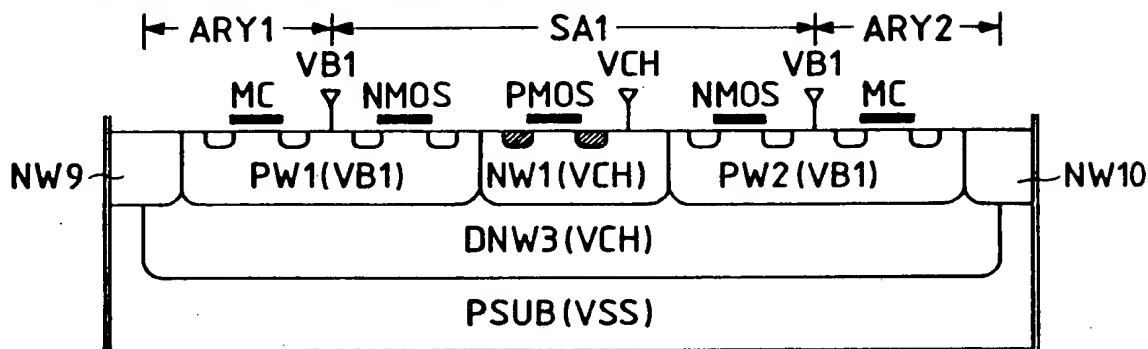 ARY1 SA1 ARY2
VB1 VCH VB1
MC NMOS PMOS NMOS MC
NW9 PW1(VB1) NW1(VCH) PW2(VB1) NW10
DNW3(VCH)
PSUB(VSS)